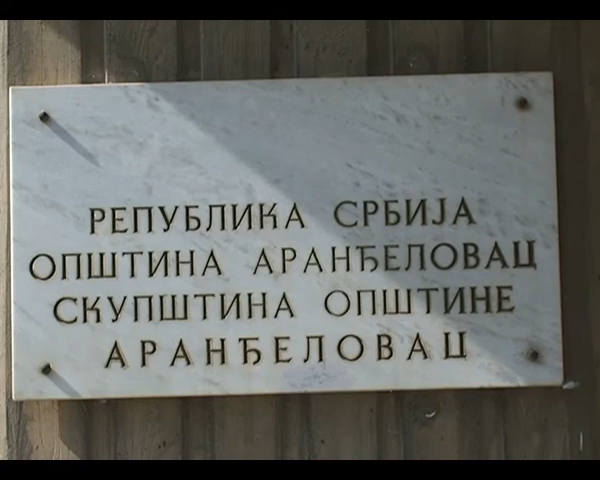 РЕПУБЛИКА СРБИЈА
ОПШТИНА АРАНЂЕЛОВАЦ
СКУПШТИНА ОПШТИНЕ
АРАНЂЕЛОВАЦ